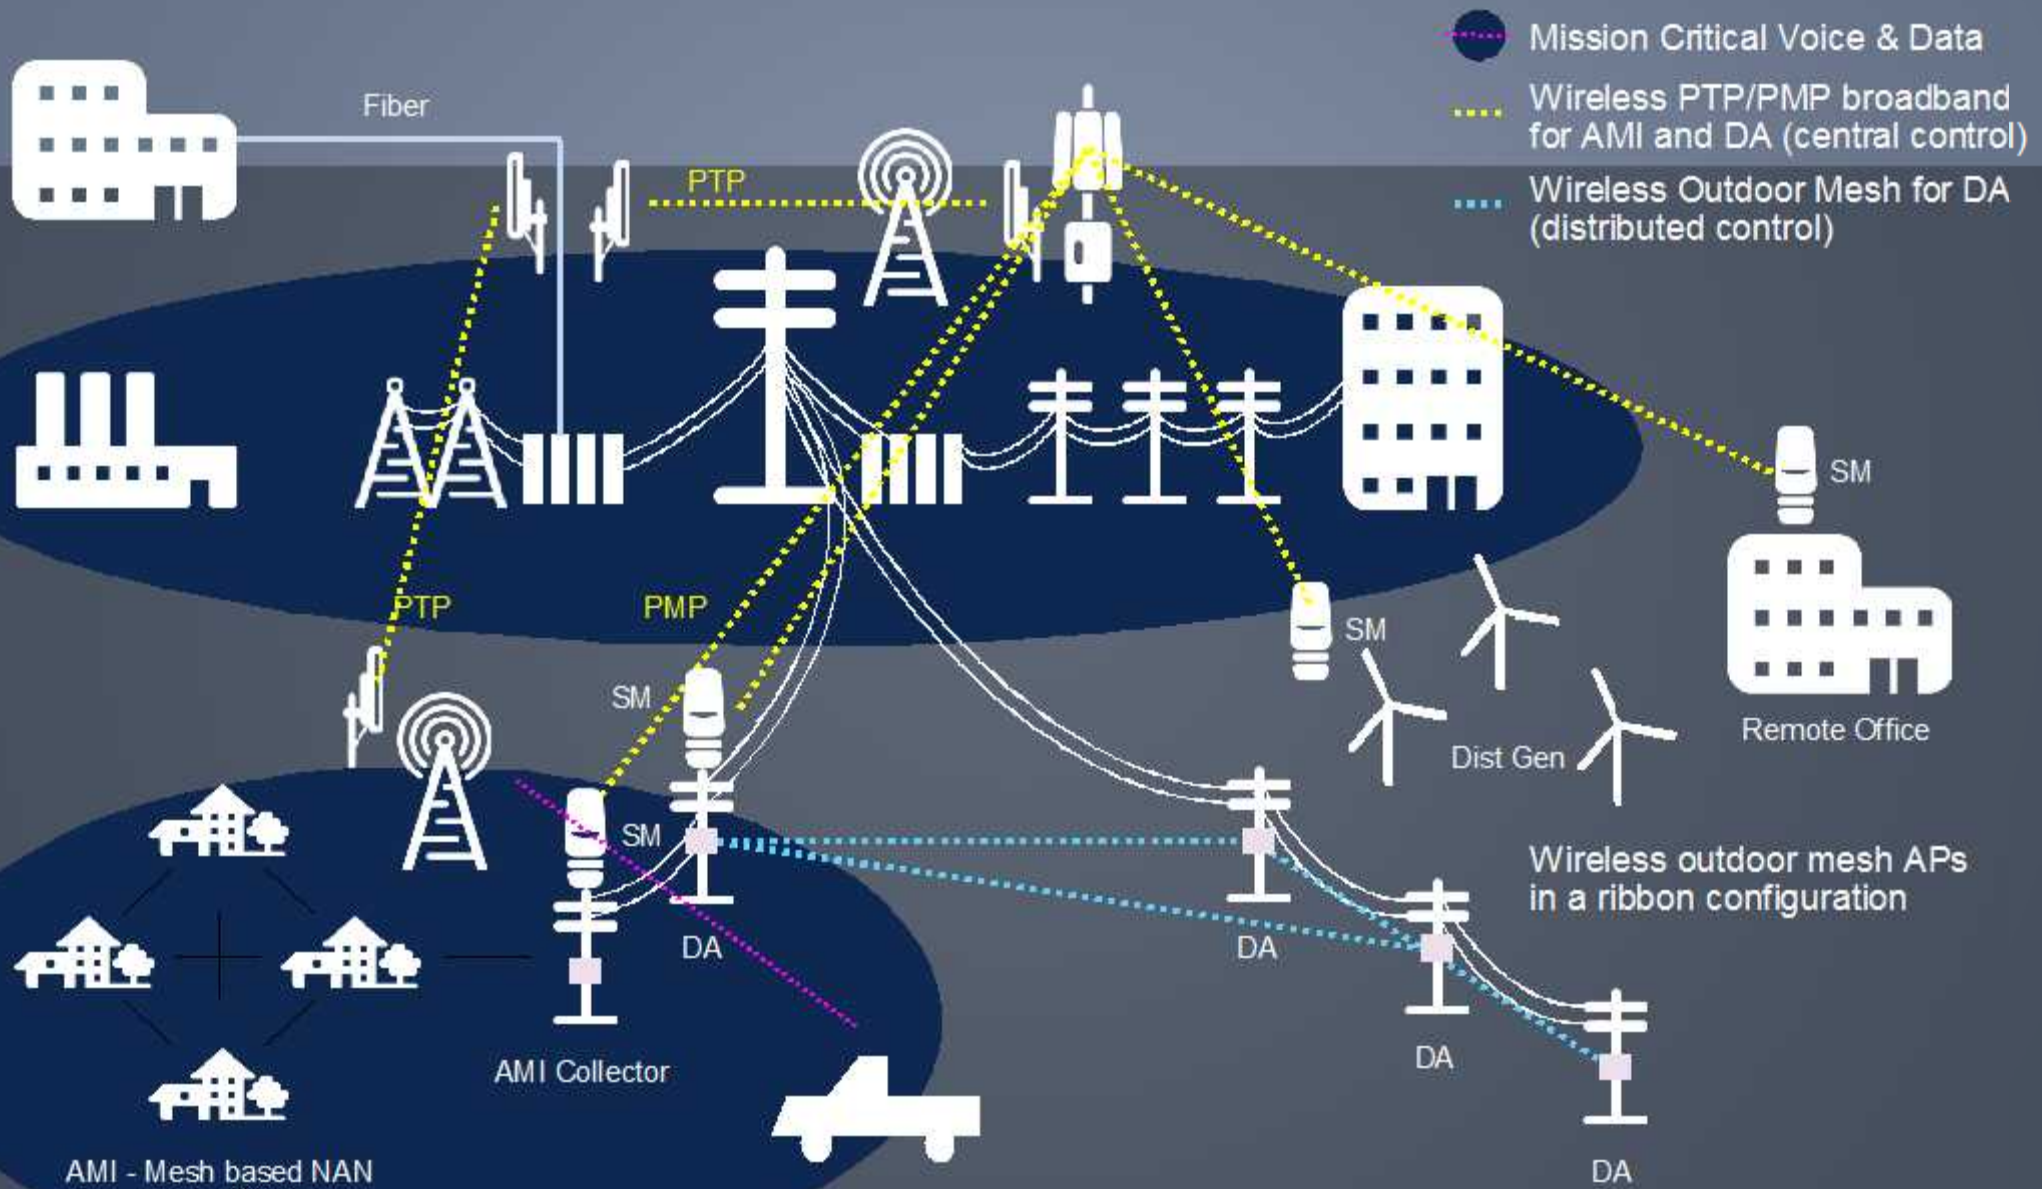 Mission Critical Voice & Data
Wireless PTP/PMP broadband
for AMI and DA (central control)
Wireless Outdoor Mesh for DA
(distributed control)
Fiber
PTP
SM
PTP
PMP
SM
SM
Remote Office
Dist Gen
SM
Wireless outdoor mesh APs
in a ribbon configuration
DA
DA
AMI Collector
DA
AMI - Mesh based NAN
DA